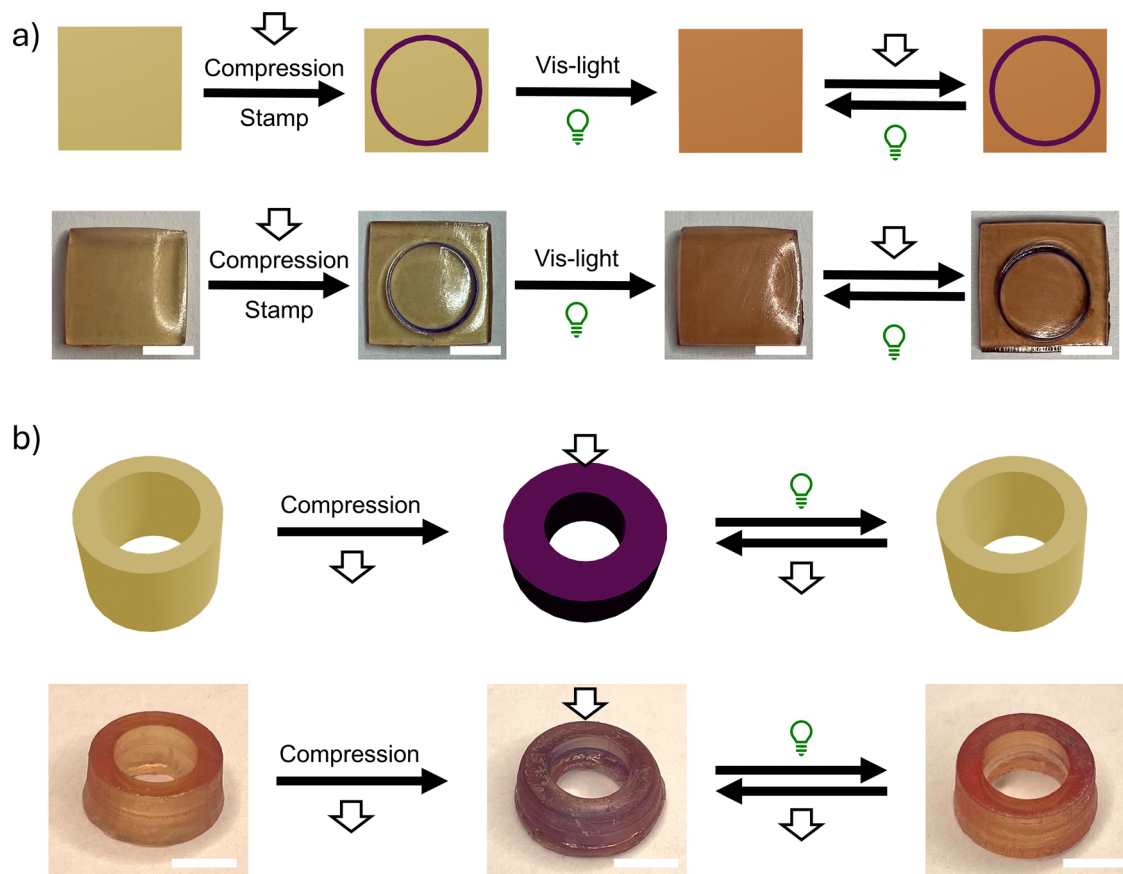 a)
Compression
Stamp
Vis-light
Compression
Stamp
Vis-light
b)
Compression
Compression